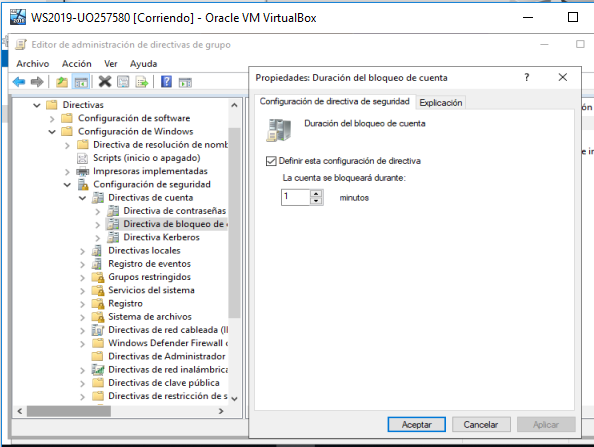 WS2019-UO257580 [Corriendo] - Oracle VM VirtualBox
Editor de administración de directivas de grupo
Archivo Acción Ver Ayuda
Directivas
Configuración de software
Configuración de Windows
Directiva de resolución de nomb
Scripts (inicio o apagado)
Impresoras implementadas
Configuración de seguridad
Directivas de cuenta
Directiva de contraseñas
Directiva de bloqueo de
Directiva Kerberos
Directivas locales
Registro de eventos
Grupos restringidos
Servicios del sistema
Registro
Sistema de archivos
Directivas de red cableada (I
Windows Defender Firewall
Directivas de Administrador
Directivas de red inalámbrica
Directivas de clave pública
Directivas de restricción de s
Propiedades: Duración del bloqueo de cuenta
Configuración de directiva de seguridad Explicación
Duración del bloqueo de cuenta
Definir esta configuración de directiva
La cuenta se bloqueará durante:
1 minutos
Aceptar Cancelar Aplicar